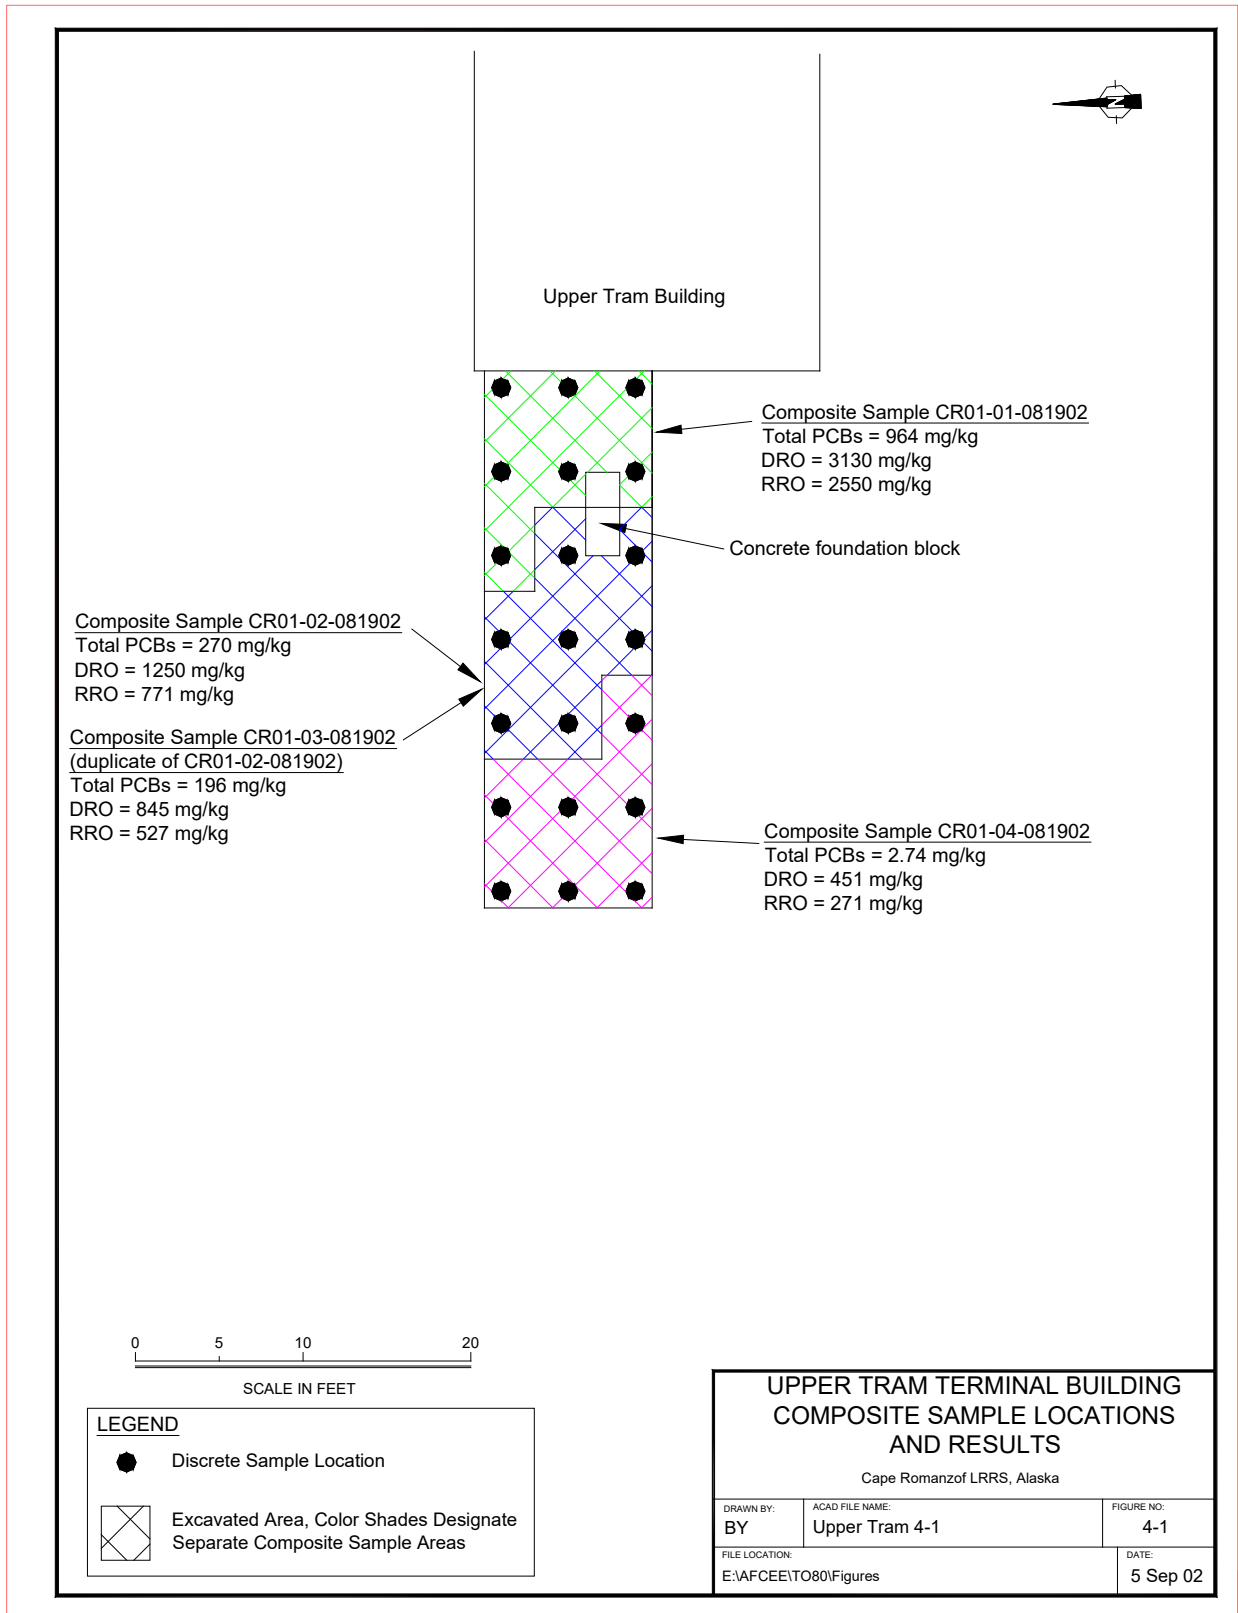 N
Upper Tram Building
Composite Sample CR01-01-081902
Total PCBs = 964 mg/kg
DRO = 3130 mg/kg
RRO = 2550 mg/kg
Concrete foundation block
Composite Sample CR01-02-081902
Total PCBs = 270 mg/kg
DRO = 1250 mg/kg
RRO = 771 mg/kg
Composite Sample CR01-03-081902
(duplicate of CR01-02-081902)
Total PCBs = 196 mg/kg
DRO = 845 mg/kg
RRO = 527 mg/kg
Composite Sample CR01-04-081902
Total PCBs = 2.74 mg/kg
DRO = 451 mg/kg
RRO = 271 mg/kg
0 5 10 20
SCALE IN FEET
LEGEND
Discrete Sample Location
Excavated Area, Color Shades Designate
Separate Composite Sample Areas
UPPER TRAM TERMINAL BUILDING
COMPOSITE SAMPLE LOCATIONS
AND RESULTS
Cape Romanzof LRRS, Alaska
DRAWN BY: ACAD FILE NAME: FIGURE NO:
BY Upper Tram 4-1 4-1
FILE LOCATION: DATE:
E:\AFCEE\TO80\Figures 5 Sep 02